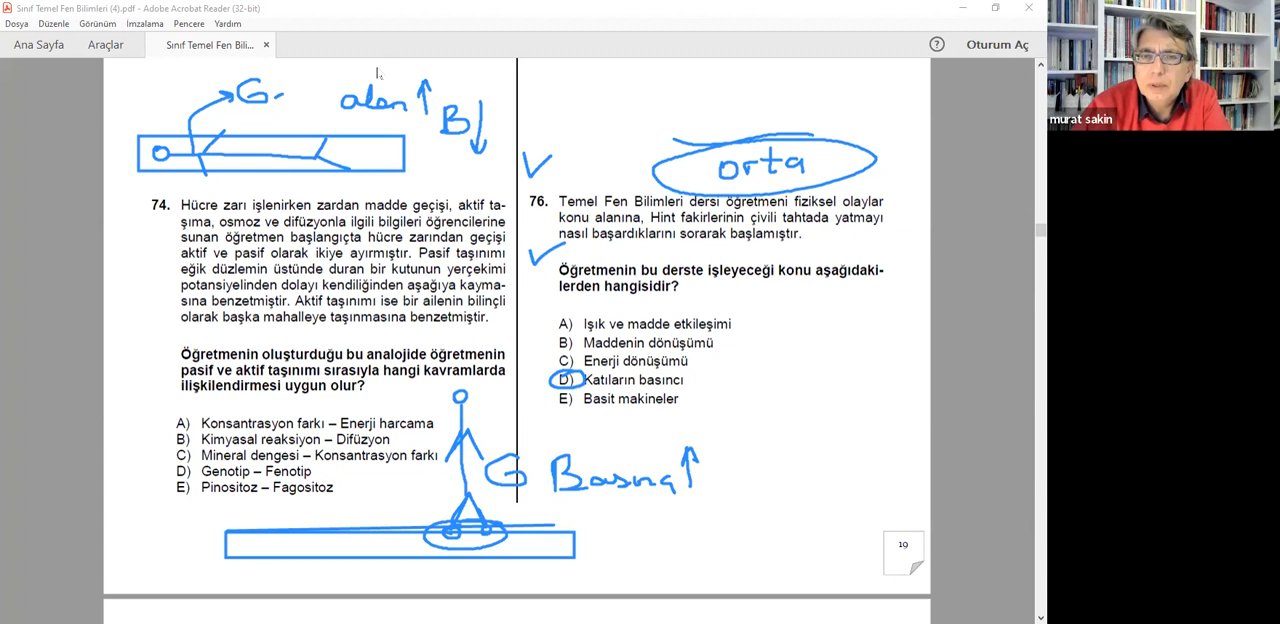 Sınıf Temel Fen Bilimleri (4).pdf - Adobe Acrobat Reader (32-bit)
Dosya Düzenle Görünüm İmzalama Pencere Yardım
Ana Sayfa Araçlar Sınıf Temel Fen Bili... × ? Oturum Aç
murat sakin
G.
alan ↑
B ↓
74. Hücre zarı işlenirken zardan madde geçişi, aktif ta-
şıma, osmoz ve difüzyonla ilgili bilgileri öğrencilerine
sunan öğretmen başlangıçta hücre zarından geçişi
aktif ve pasif olarak ikiye ayırmıştır. Pasif taşınımı
eğik düzlemin üstünde duran bir kutunun yerçekimi
potansiyelinden dolayı kendiliğinden aşağıya kayma-
sına benzetmiştir. Aktif taşınımı ise bir ailenin bilinçli
olarak başka mahalleye taşınmasına benzetmiştir.
Öğretmenin oluşturduğu bu analojide öğretmenin
pasif ve aktif taşınımı sırasıyla hangi kavramlarda
ilişkilendirmesi uygun olur?
A) Konsantrasyon farkı – Enerji harcama
B) Kimyasal reaksiyon – Difüzyon
C) Mineral dengesi – Konsantrasyon farkı
D) Genotip – Fenotip
E) Pinositoz – Fagositoz
orta
76. Temel Fen Bilimleri dersi öğretmeni fiziksel olaylar
konu alanına, Hint fakirlerinin çivili tahtada yatmayı
nasıl başardıklarını sorarak başlamıştır.
Öğretmenin bu derste işleyeceği konu aşağıdaki-
lerden hangisidir?
A) Işık ve madde etkileşimi
B) Maddenin dönüşümü
C) Enerji dönüşümü
D) Katıların basıncı
E) Basit makineler
G Basınç ↑
19